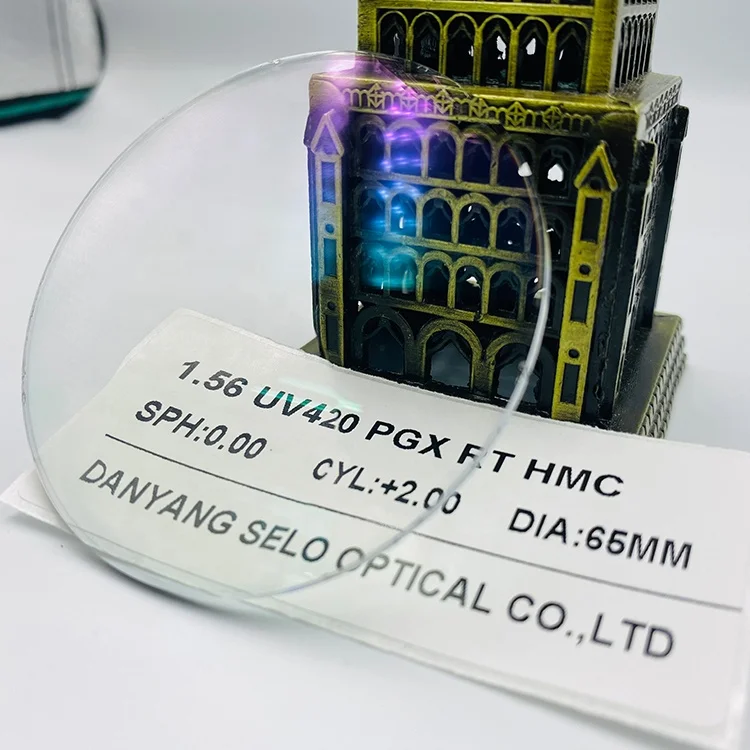 1.56 UV420 PGX RT HMC
SPH:0.00 CYL:+2.00 DIA:65MM
DANYANG SELO OPTICAL CO.,LTD